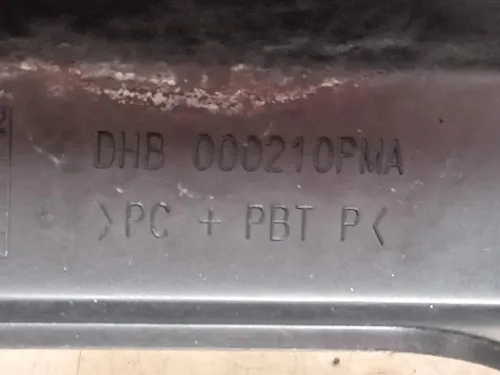 DHB 000210PMA
>PC + PBT P<